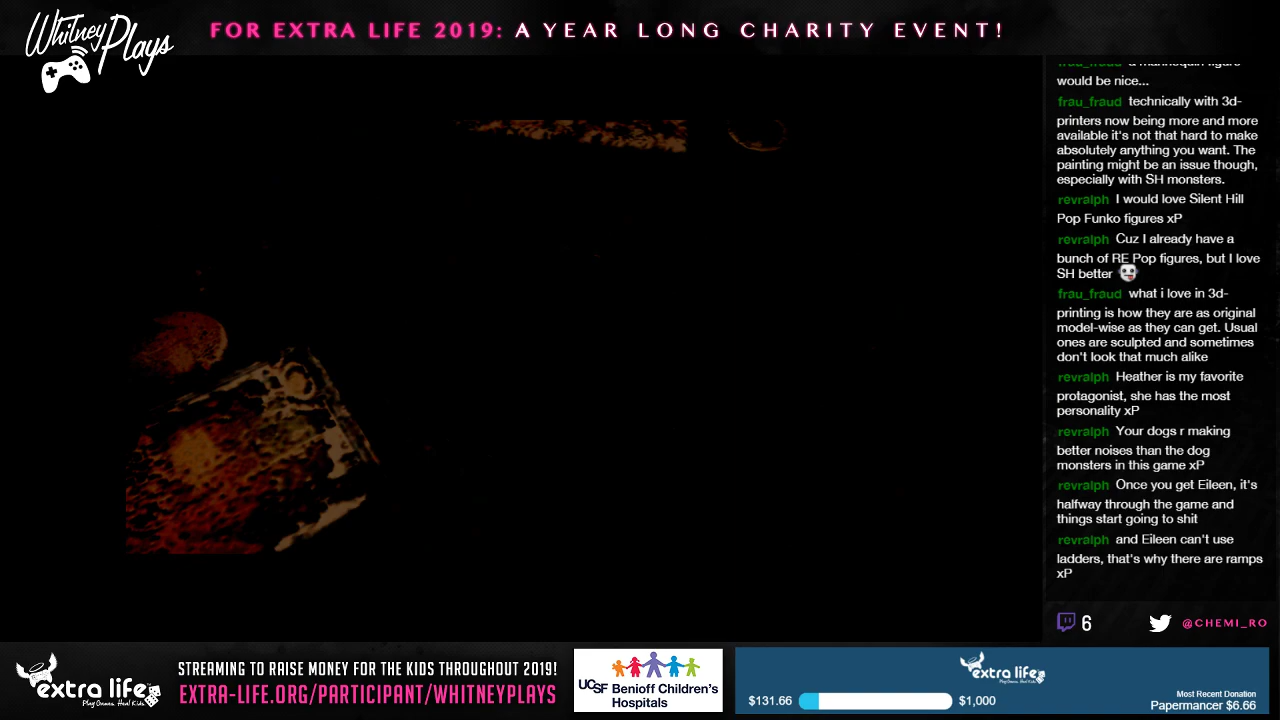 Whitney Plays
FOR EXTRA LIFE 2019: A YEAR LONG CHARITY EVENT!
would be nice...
frau_fraud technically with 3d-
printers now being more and more
available it's not that hard to make
absolutely anything you want. The
painting might be an issue though,
especially with SH monsters.
revralph I would love Silent Hill
Pop Funko figures xP
revralph Cuz I already have a
bunch of RE Pop figures, but I love
SH better
frau_fraud what i love in 3d-
printing is how they are as original
model-wise as they can get. Usual
ones are sculpted and sometimes
don't look that much alike
revralph Heather is my favorite
protagonist, she has the most
personality xP
revralph Your dogs r making
better noises than the dog
monsters in this game xP
revralph Once you get Eileen, it's
halfway through the game and
things start going to shit
revralph and Eileen can't use
ladders, that's why there are ramps
xP
6
@CHEMI_RO
extra life
Play Games. Heal Kids.
STREAMING TO RAISE MONEY FOR THE KIDS THROUGHOUT 2019!
EXTRA-LIFE.ORG/PARTICIPANT/WHITNEYPLAYS
UCSF Benioff Children's
Hospitals
extra life
Play Games. Heal Kids.
$131.66
$1,000
Most Recent Donation
Papermancer $6.66